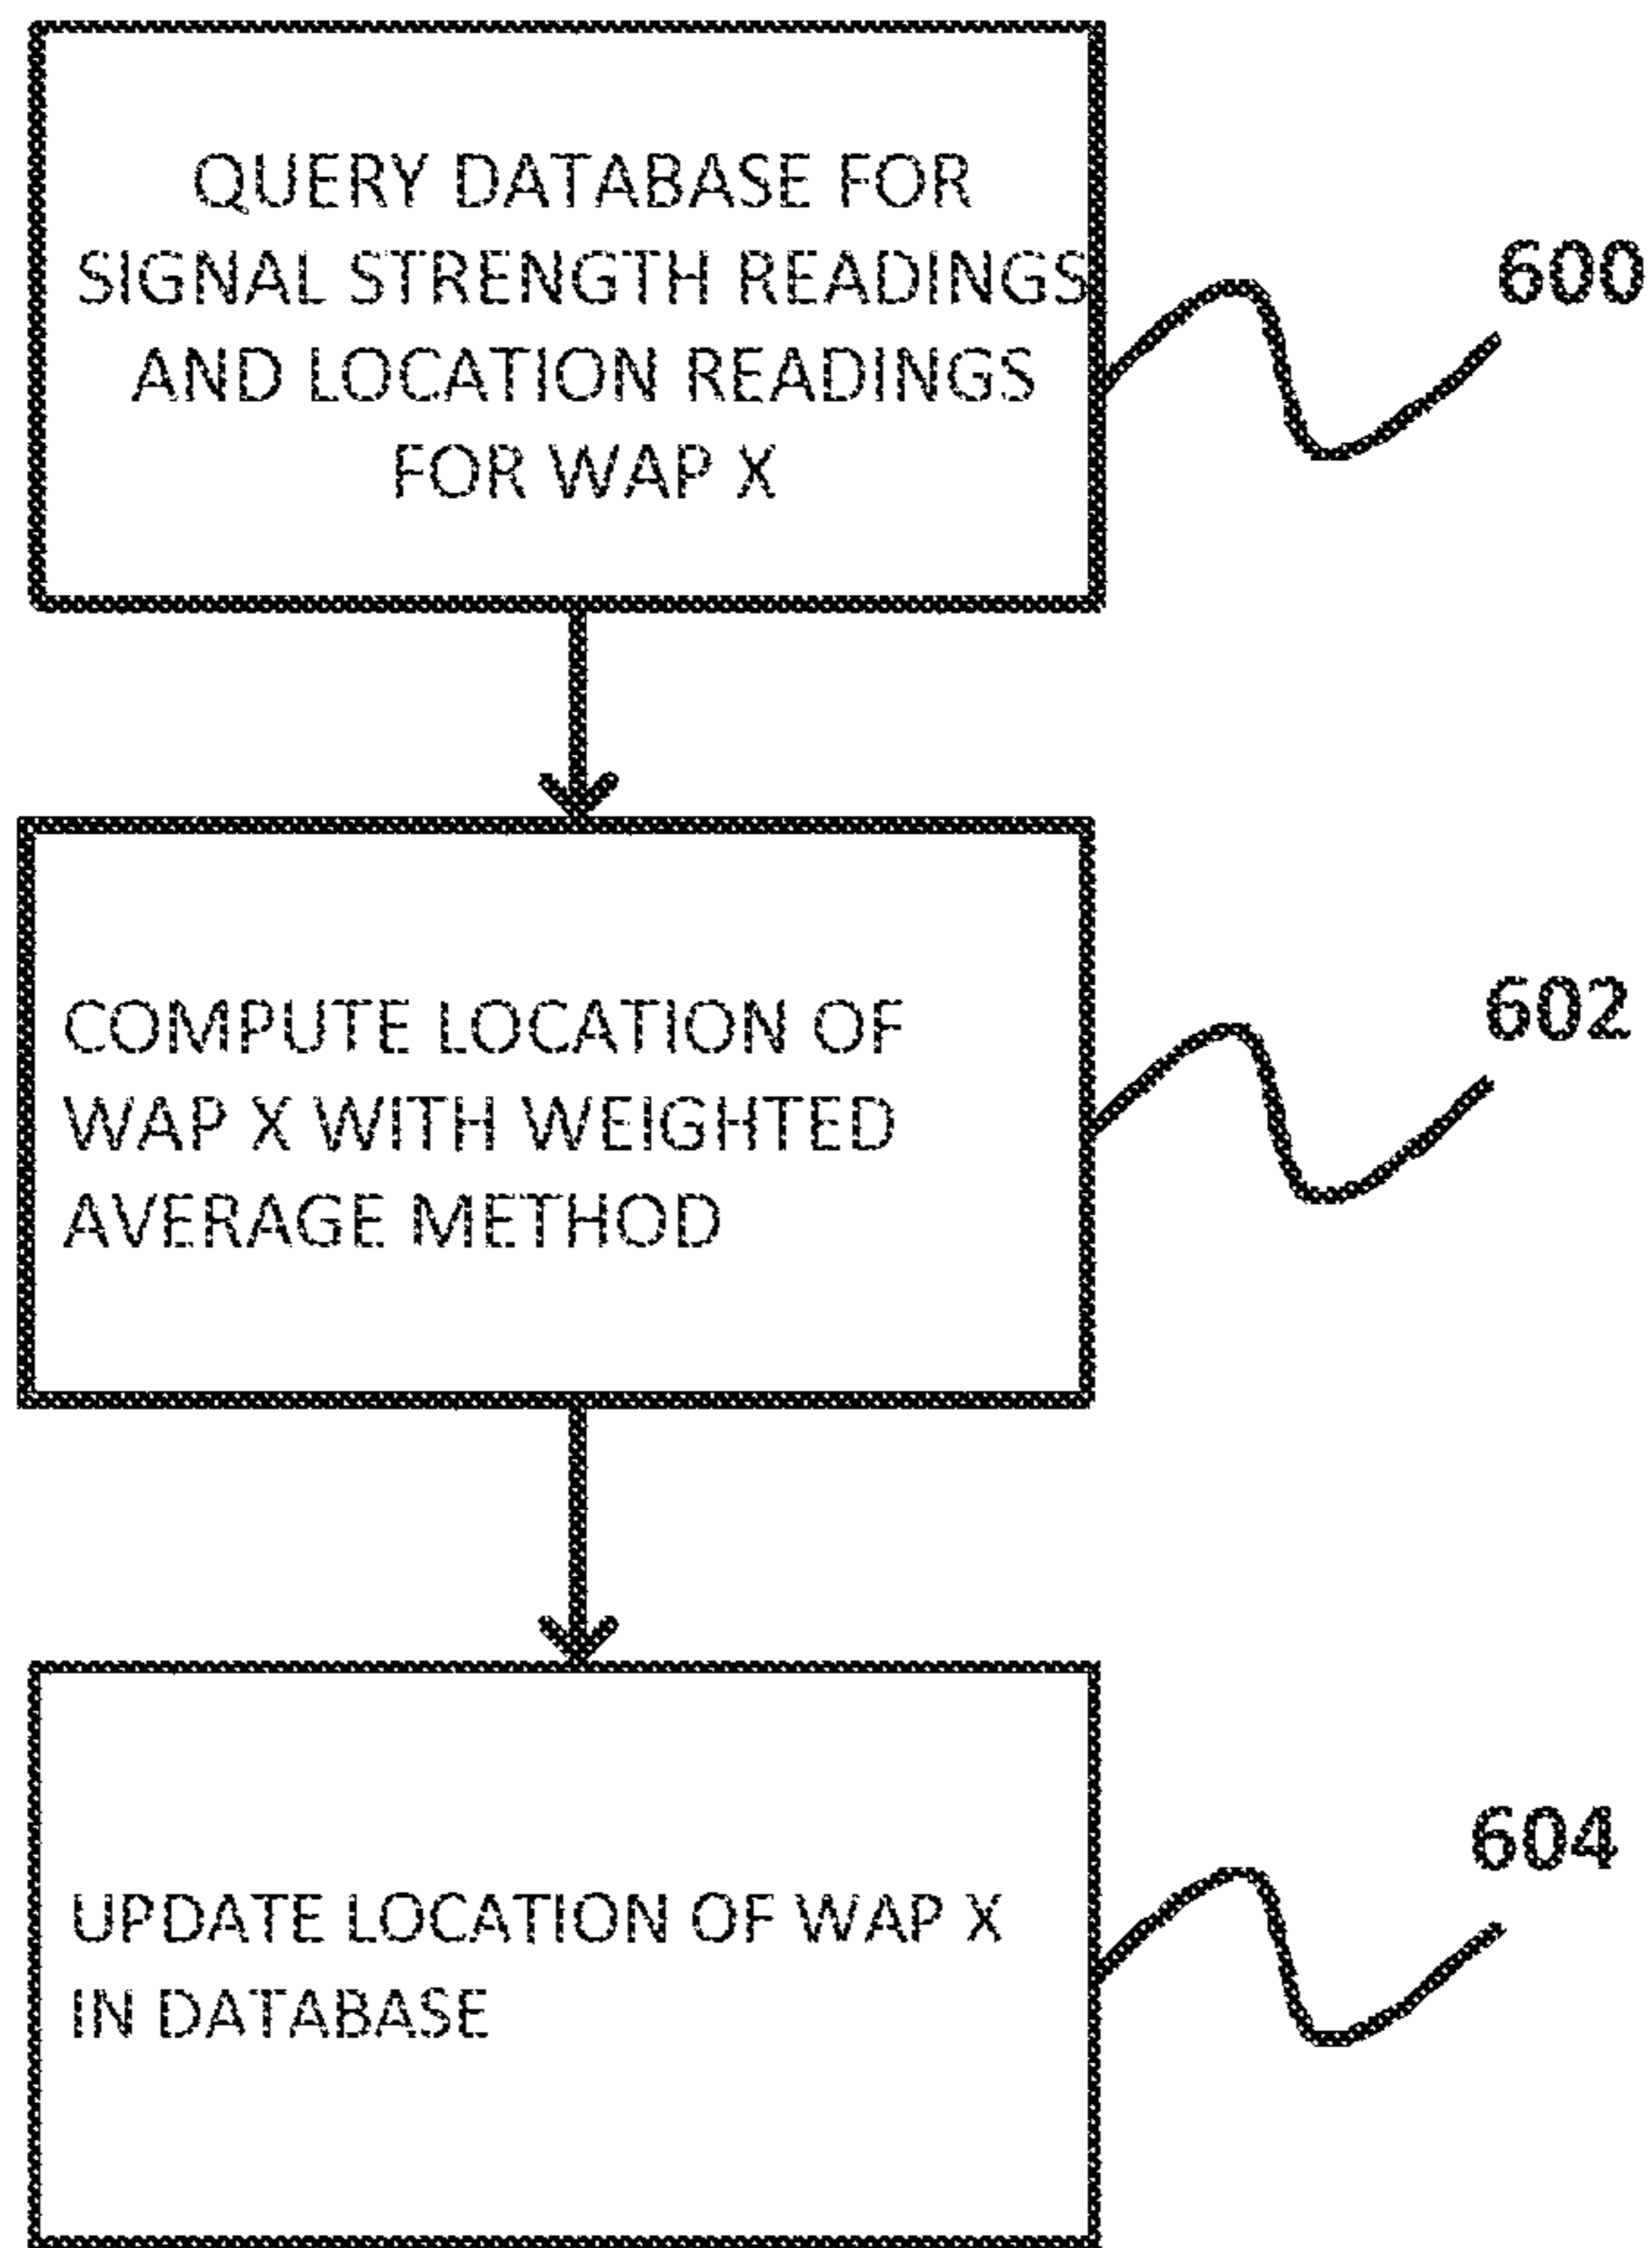 QUERY DATABASE FOR
SIGNAL STRENGTH READINGS
AND LOCATION READINGS
FOR WAP X
600
COMPUTE LOCATION OF
WAP X WITH WEIGHTED
AVERAGE METHOD
602
UPDATE LOCATION OF WAP X
IN DATABASE
604